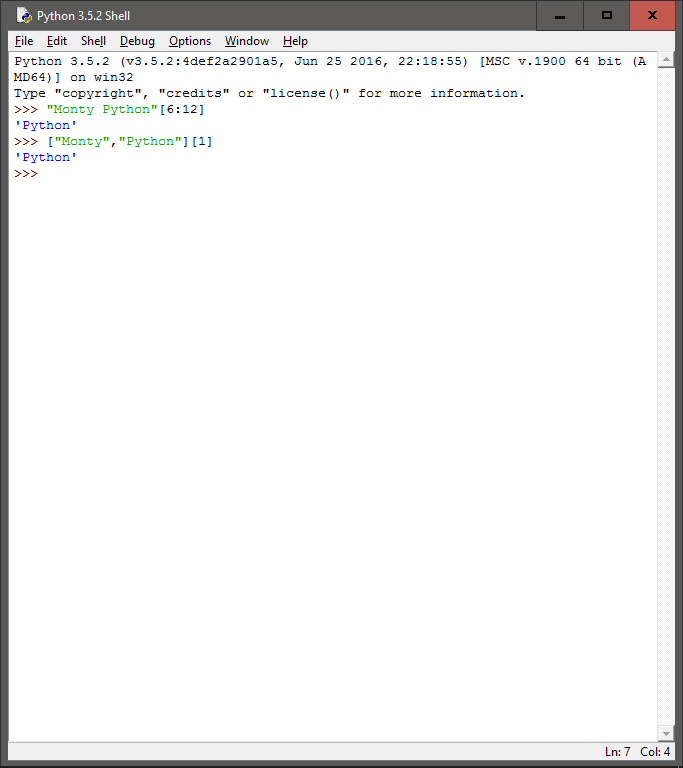 Python 3.5.2 Shell
File Edit Shell Debug Options Window Help
Python 3.5.2 (v3.5.2:4def2a2901a5, Jun 25 2016, 22:18:55) [MSC v.1900 64 bit (A
MD64)] on win32
Type "copyright", "credits" or "license()" for more information.
>>> "Monty Python"[6:12]
'Python'
>>> ["Monty","Python"][1]
'Python'
>>>
Ln: 7 Col: 4